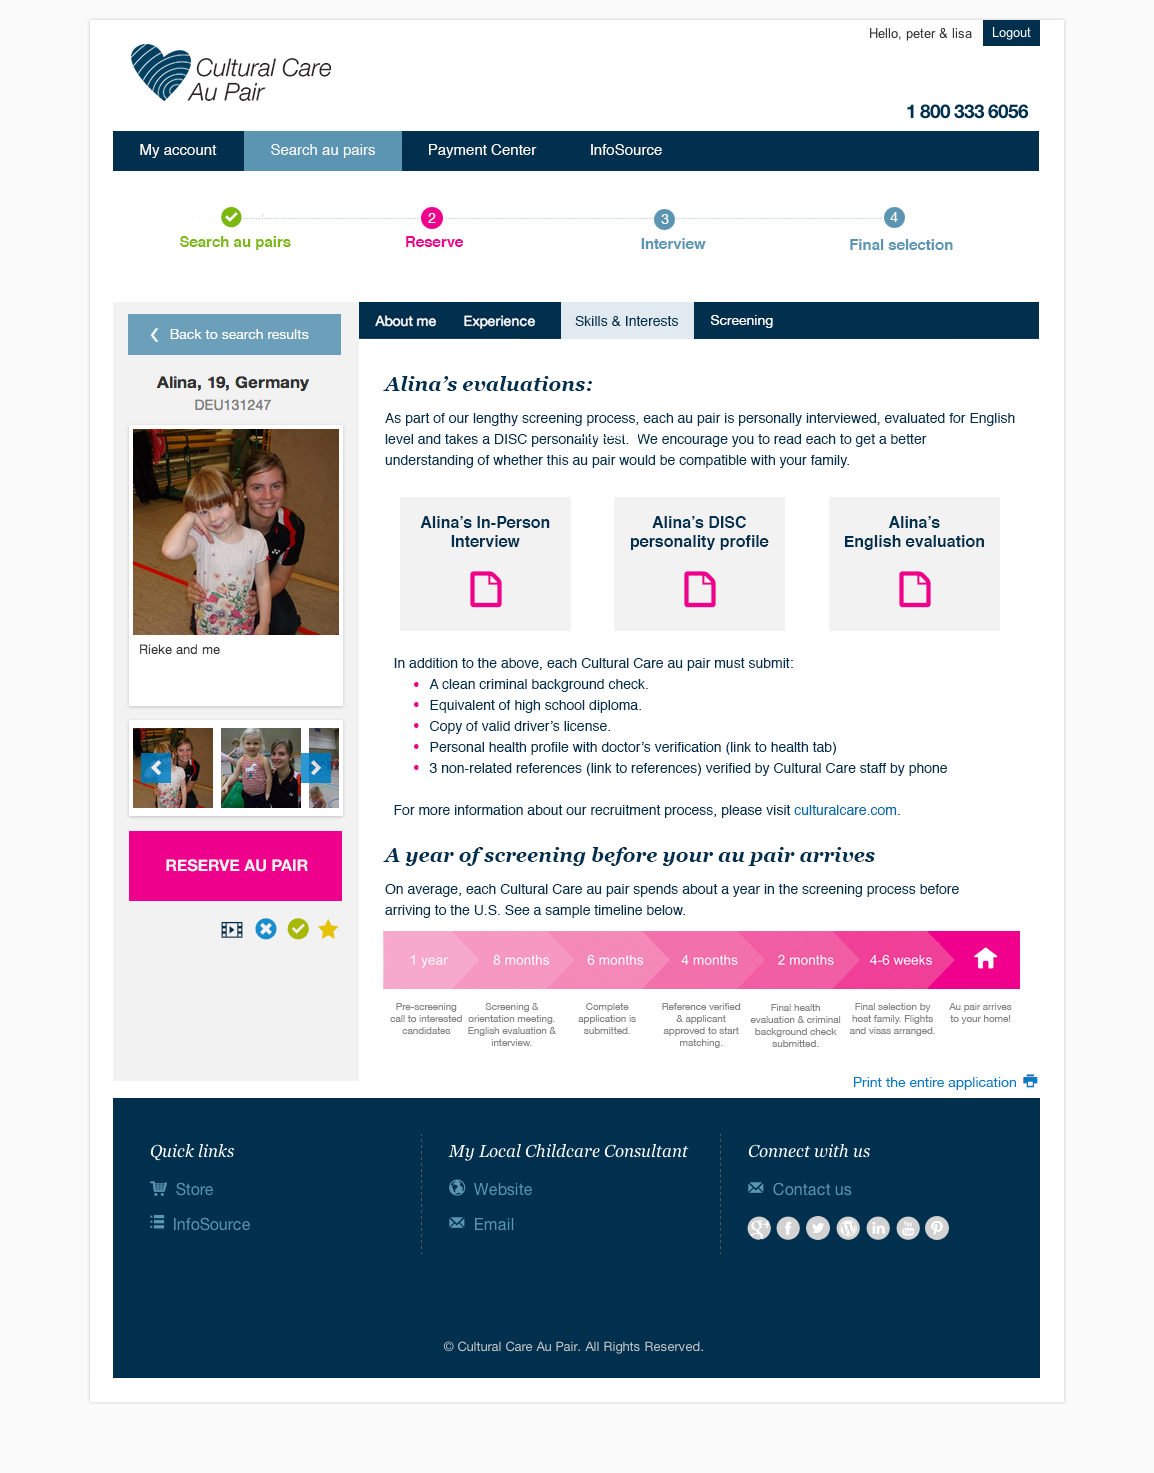 Hello, peter & lisa
Logout
Cultural Care
Au Pair
1 800 333 6056
My account
Search au pairs
Payment Center
InfoSource
2
3
4
Search au pairs
Reserve
Interview
Final selection
Back to search results
Alina, 19, Germany
DEU131247
Rieke and me
RESERVE AU PAIR
About me
Experience
Skills & Interests
Screening
Alina’s evaluations:
As part of our lengthy screening process, each au pair is personally interviewed, evaluated for English
level and takes a DISC personality test. We encourage you to read each to get a better
understanding of whether this au pair would be compatible with your family.
Alina’s In-Person
Interview
Alina’s DISC
personality profile
Alina’s
English evaluation
In addition to the above, each Cultural Care au pair must submit:
• A clean criminal background check.
• Equivalent of high school diploma.
• Copy of valid driver’s license.
• Personal health profile with doctor’s verification (link to health tab)
• 3 non-related references (link to references) verified by Cultural Care staff by phone
For more information about our recruitment process, please visit culturalcare.com.
A year of screening before your au pair arrives
On average, each Cultural Care au pair spends about a year in the screening process before
arriving to the U.S. See a sample timeline below.
1 year
8 months
6 months
4 months
2 months
4-6 weeks
Pre-screening
call to interested
candidates
Screening &
orientation meeting.
English evaluation &
interview.
Complete
application is
submitted.
Reference verified
& applicant
approved to start
matching.
Final health
evaluation & criminal
background check
submitted.
Final selection by
host family. Flights
and visas arranged.
Au pair arrives
to your home!
Print the entire application
Quick links
Store
InfoSource
My Local Childcare Consultant
Website
Email
Connect with us
Contact us
© Cultural Care Au Pair. All Rights Reserved.